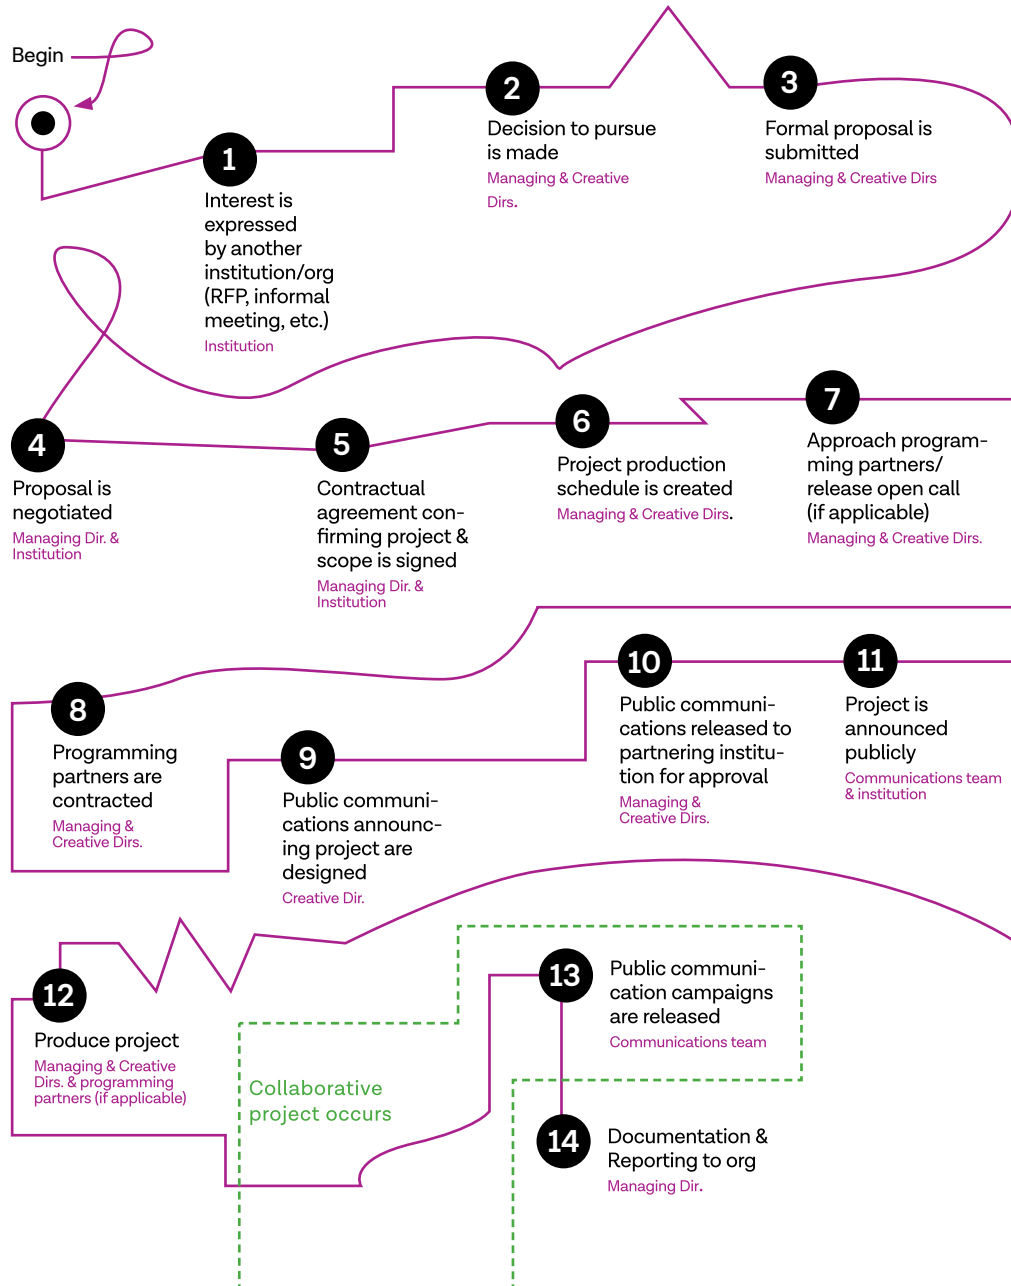 Begin
1
Interest is
expressed
by another
institution/org
(RFP, informal
meeting, etc.)
Institution
2
Decision to pursue
is made
Managing & Creative
Dirs.
3
Formal proposal is
submitted
Managing & Creative Dirs
4
Proposal is
negotiated
Managing Dir. &
Institution
5
Contractual
agreement con-
firming project &
scope is signed
Managing Dir. &
Institution
6
Project production
schedule is created
Managing & Creative Dirs.
7
Approach program-
ming partners/
release open call
(if applicable)
Managing & Creative Dirs.
8
Programming
partners are
contracted
Managing &
Creative Dirs.
9
Public communi-
cations announc-
ing project are
designed
Creative Dir.
10
Public communi-
cations released to
partnering institu-
tion for approval
Managing &
Creative Dirs.
11
Project is
announced
publicly
Communications team
& institution
12
Produce project
Managing & Creative
Dirs. & programming
partners (if applicable)
Collaborative
project occurs
13
Public communi-
cation campaigns
are released
Communications team
14
Documentation &
Reporting to org
Managing Dir.